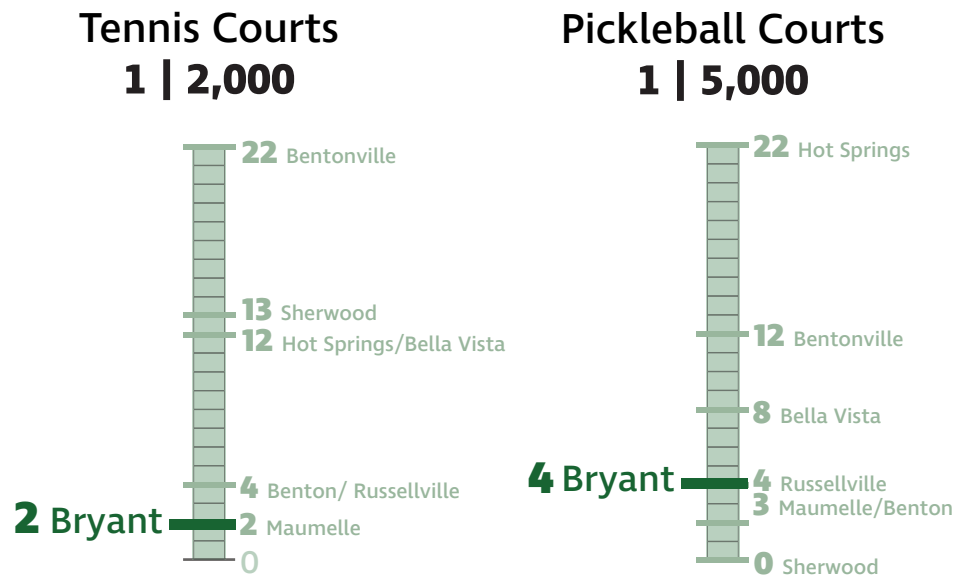 Tennis Courts
1 | 2,000
22 Bentonville
13 Sherwood
12 Hot Springs/Bella Vista
4 Benton/ Russellville
2 Bryant
2 Maumelle
0
Pickleball Courts
1 | 5,000
22 Hot Springs
12 Bentonville
8 Bella Vista
4 Bryant
4 Russellville
3 Maumelle/Benton
0 Sherwood